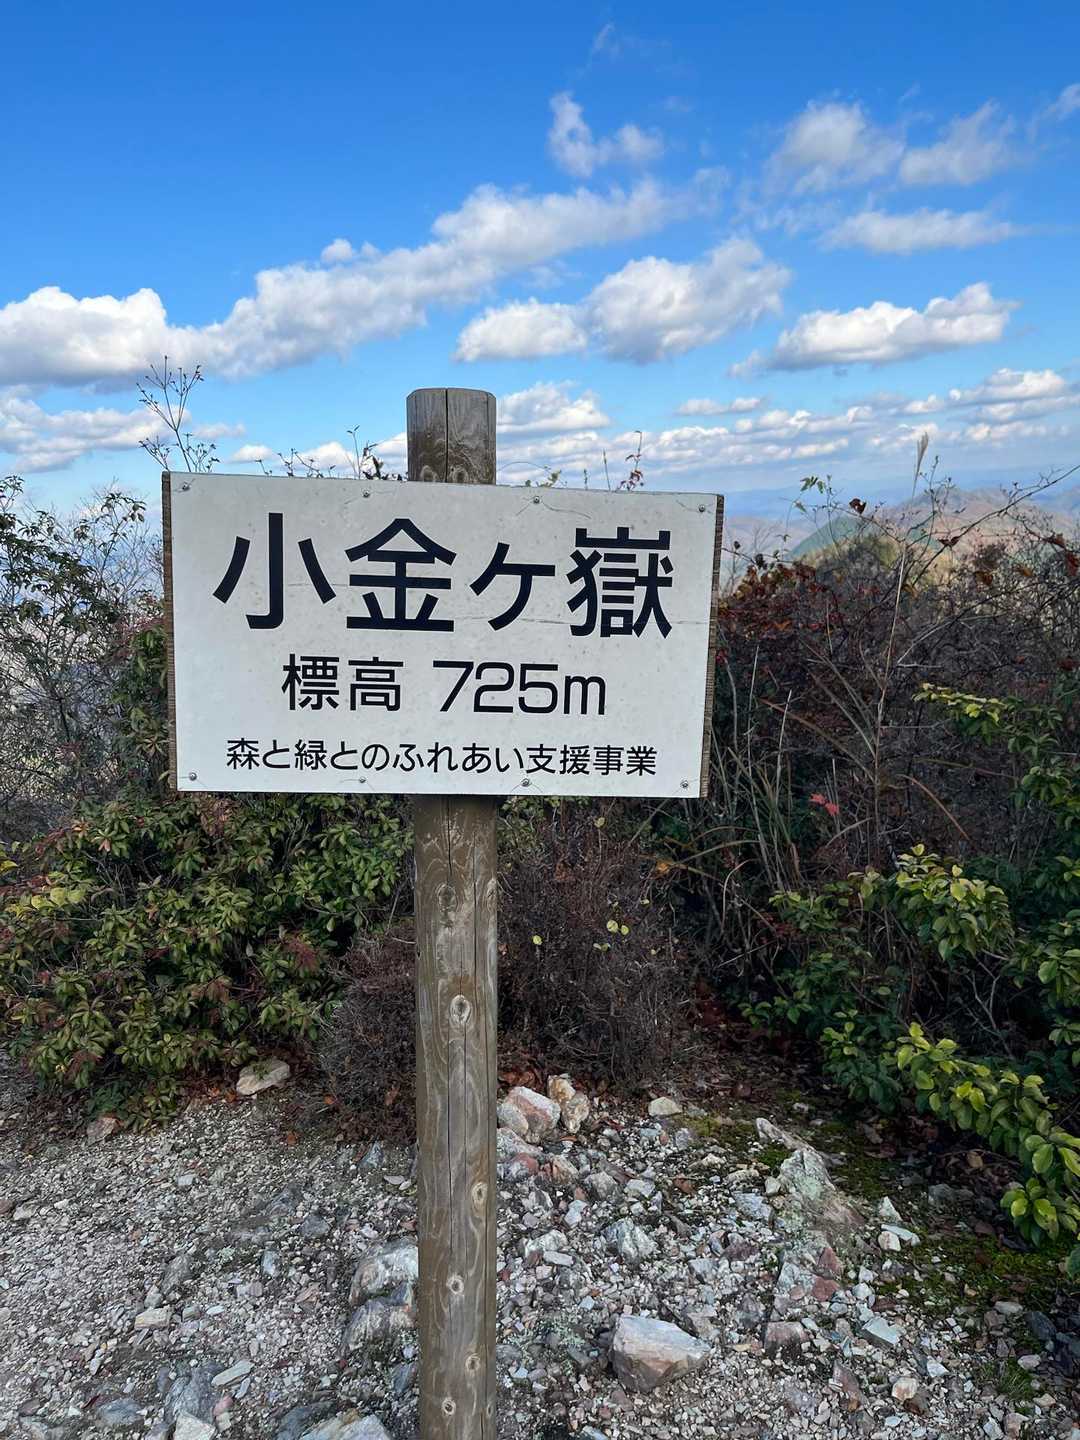 小金ヶ嶽
標高 725m
森と緑とのふれあい支援事業